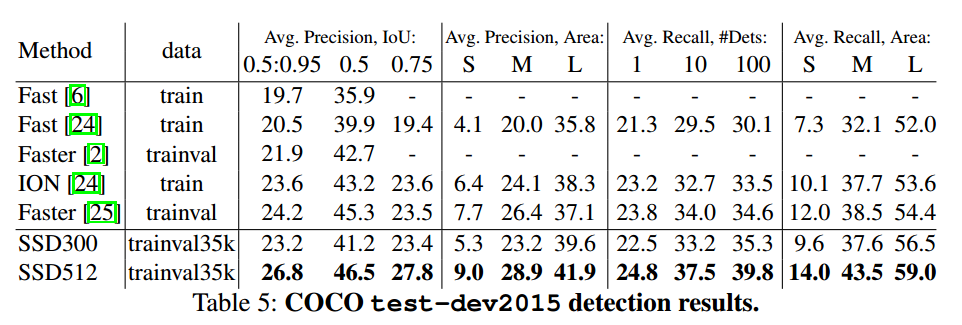 Method data Avg. Precision, IoU: Avg. Precision, Area: Avg. Recall, #Dets: Avg. Recall, Area:
0.5:0.95 0.5 0.75 S M L 1 10 100 S M L
Fast [6] train 19.7 35.9 - - - - - - - - - -
Fast [24] train 20.5 39.9 19.4 4.1 20.0 35.8 21.3 29.5 30.1 7.3 32.1 52.0
Faster [2] trainval 21.9 42.7 - - - - - - - - - -
ION [24] train 23.6 43.2 23.6 6.4 24.1 38.3 23.2 32.7 33.5 10.1 37.7 53.6
Faster [25] trainval 24.2 45.3 23.5 7.7 26.4 37.1 23.8 34.0 34.6 12.0 38.5 54.4
SSD300 trainval35k 23.2 41.2 23.4 5.3 23.2 39.6 22.5 33.2 35.3 9.6 37.6 56.5
SSD512 trainval35k 26.8 46.5 27.8 9.0 28.9 41.9 24.8 37.5 39.8 14.0 43.5 59.0
Table 5: COCO test-dev2015 detection results.